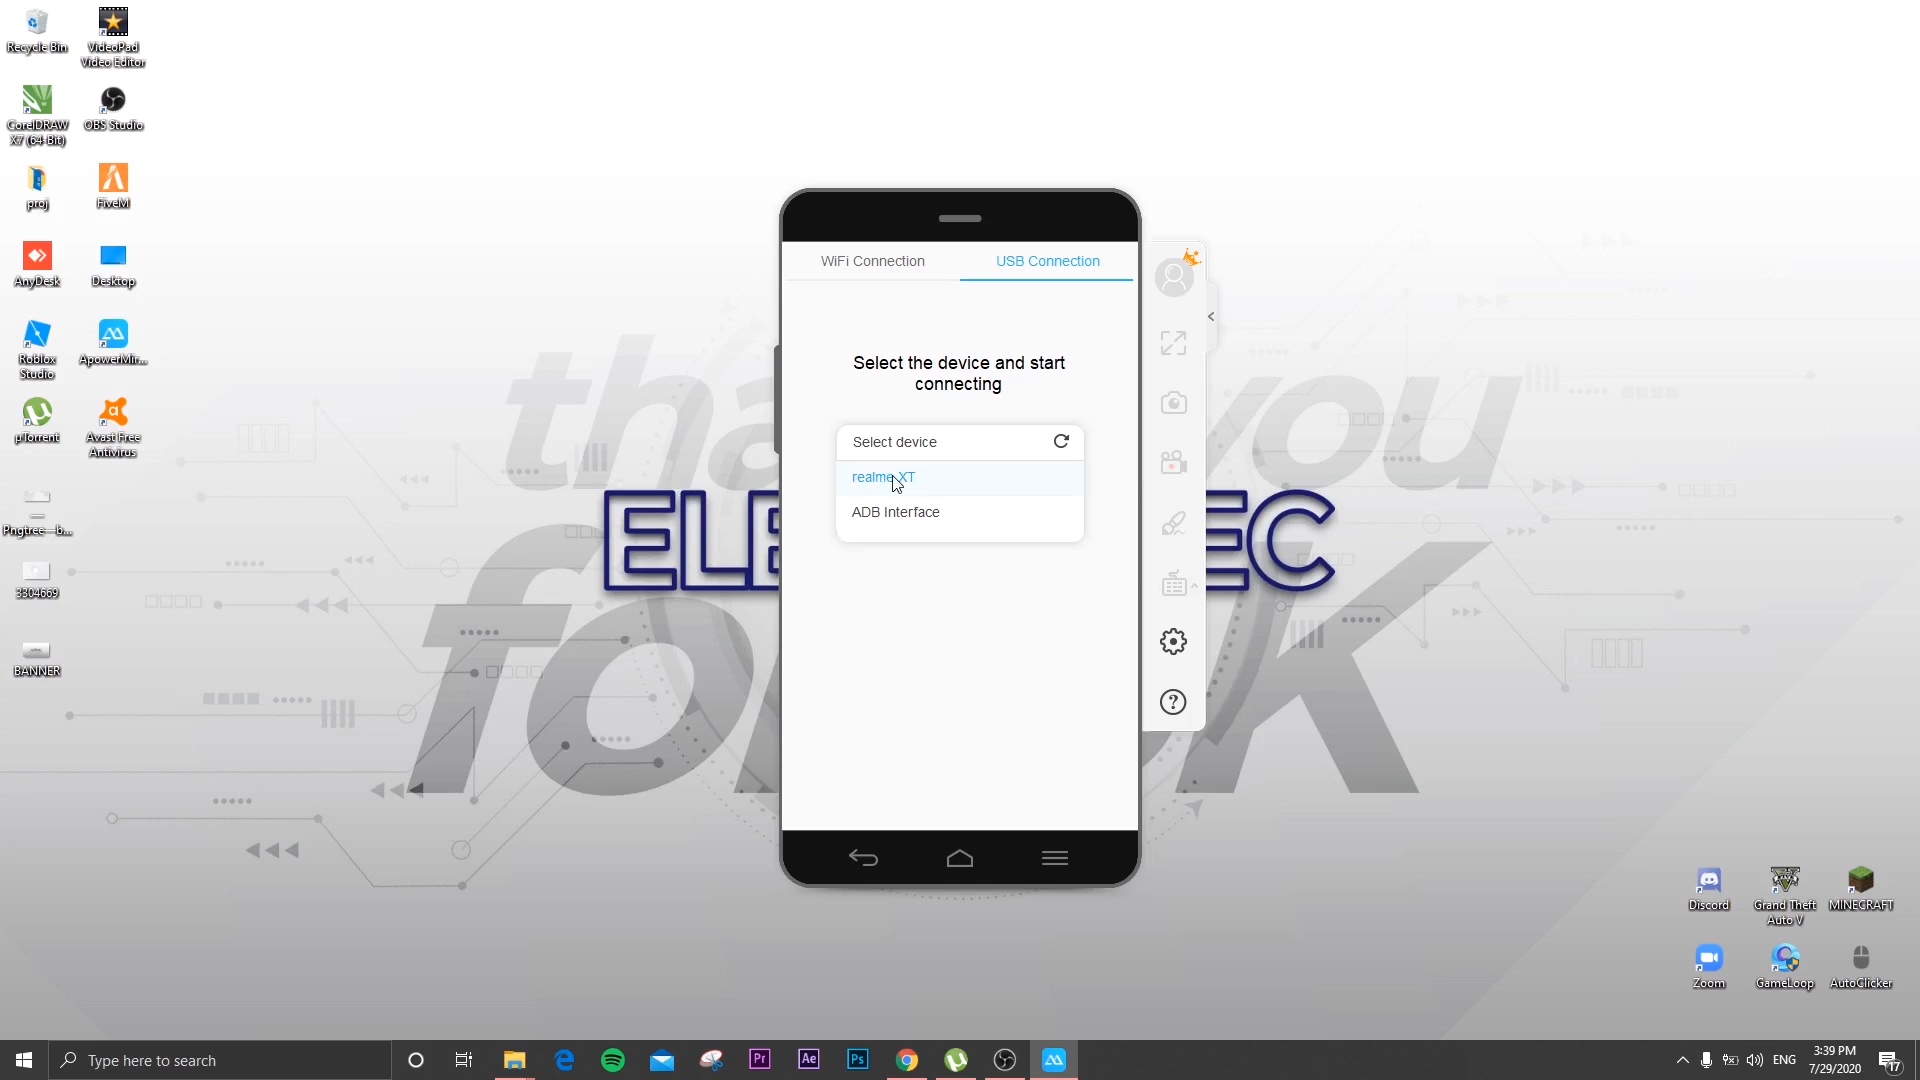 Recycle Bin
VideoPad
Video Editor
CorelDRAW
X7 (64-Bit)
OBS Studio
proj
FiveM
AnyDesk
Desktop
Roblox
Studio
ApowerMir...
µTorrent
Avast Free
Antivirus
Pngtree—b...
3304669
BANNER
WiFi Connection
USB Connection
Select the device and start
connecting
Select device
realme XT
ADB Interface
Discord
Grand Theft
Auto V
MINECRAFT
Zoom
GameLoop
AutoClicker
Type here to search
Pr
Ae
Ps
ENG
3:39 PM
7/29/2020
17